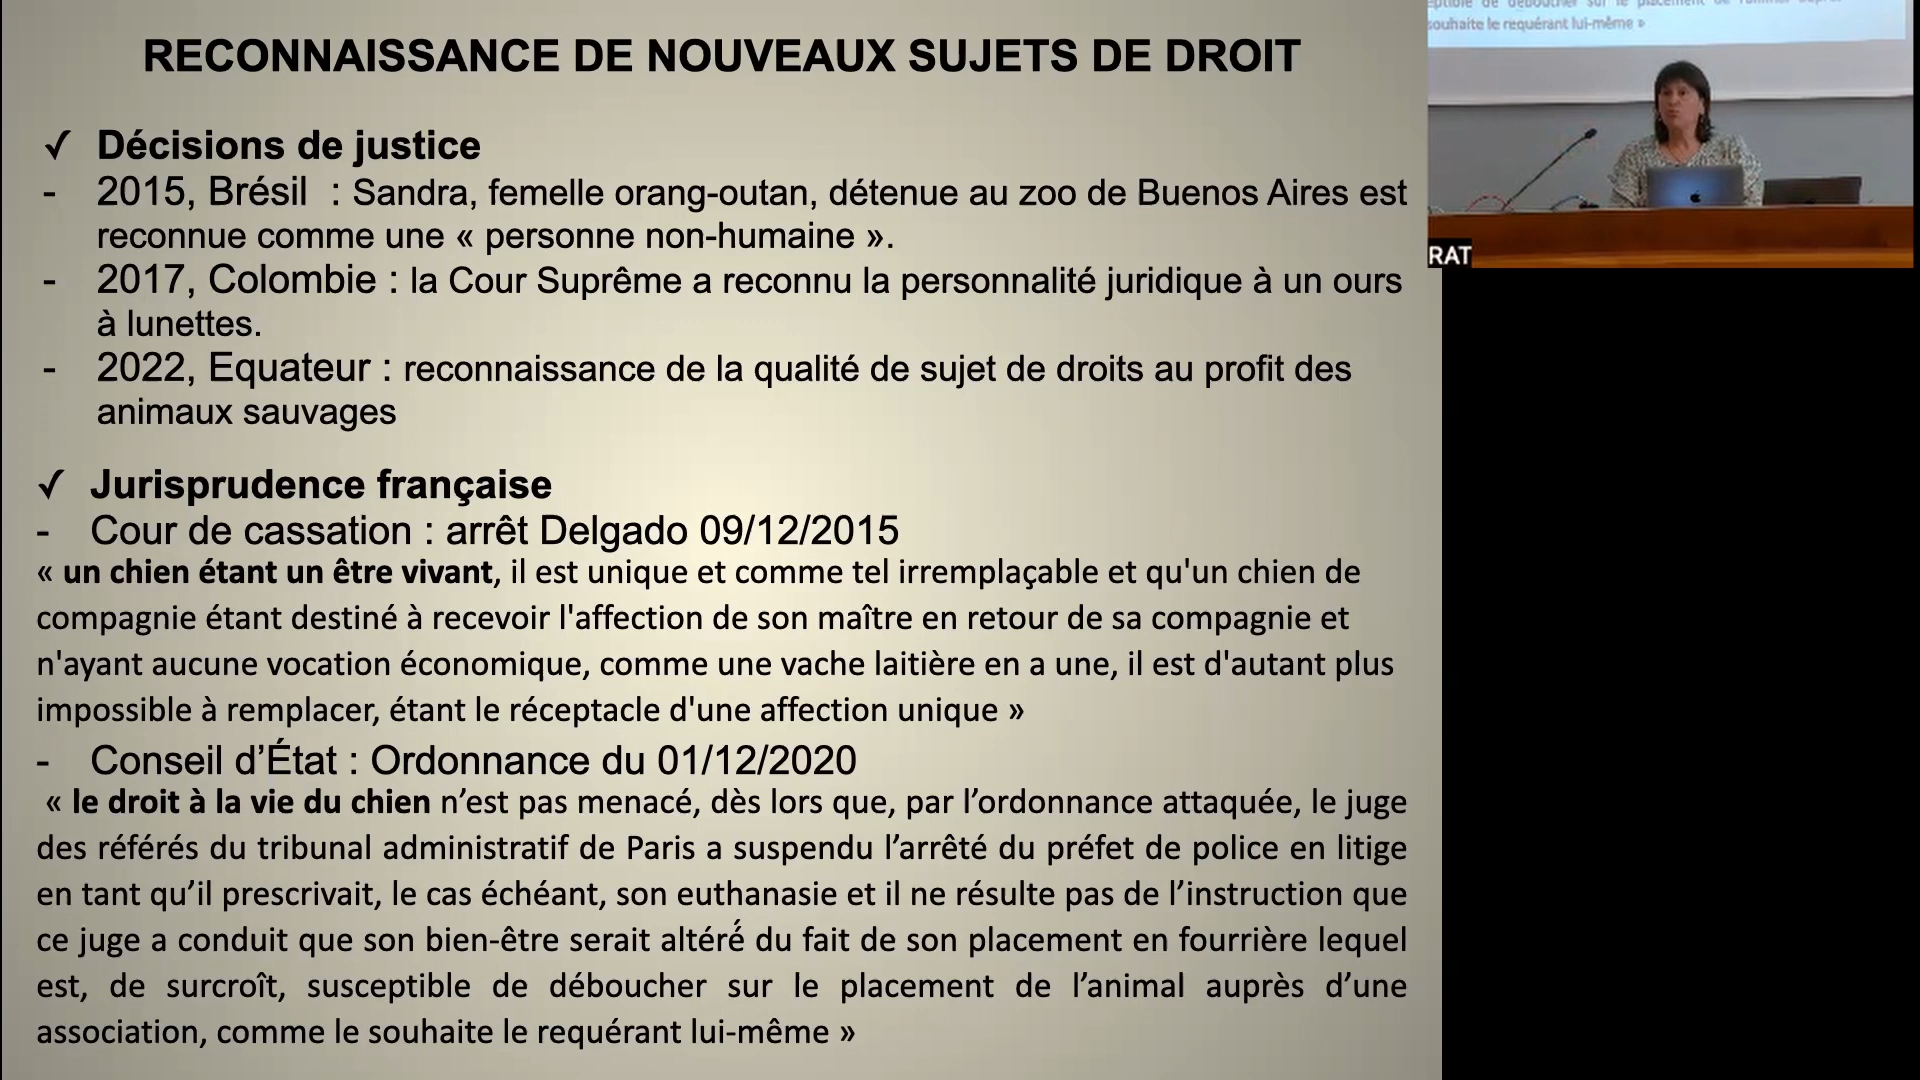 RECONNAISSANCE DE NOUVEAUX SUJETS DE DROIT
✓ Décisions de justice
- 2015, Brésil : Sandra, femelle orang-outan, détenue au zoo de Buenos Aires est
reconnue comme une « personne non-humaine ».
- 2017, Colombie : la Cour Suprême a reconnu la personnalité juridique à un ours
à lunettes.
- 2022, Equateur : reconnaissance de la qualité de sujet de droits au profit des
animaux sauvages
✓ Jurisprudence française
- Cour de cassation : arrêt Delgado 09/12/2015
« un chien étant un être vivant, il est unique et comme tel irremplaçable et qu'un chien de
compagnie étant destiné à recevoir l'affection de son maître en retour de sa compagnie et
n'ayant aucune vocation économique, comme une vache laitière en a une, il est d'autant plus
impossible à remplacer, étant le réceptacle d'une affection unique »
- Conseil d’État : Ordonnance du 01/12/2020
« le droit à la vie du chien n’est pas menacé, dès lors que, par l’ordonnance attaquée, le juge
des référés du tribunal administratif de Paris a suspendu l’arrêté du préfet de police en litige
en tant qu’il prescrivait, le cas échéant, son euthanasie et il ne résulte pas de l’instruction que
ce juge a conduit que son bien-être serait altéré́ du fait de son placement en fourrière lequel
est, de surcroît, susceptible de déboucher sur le placement de l’animal auprès d’une
association, comme le souhaite le requérant lui-même »
souhaite le requérant lui-même »
RAT